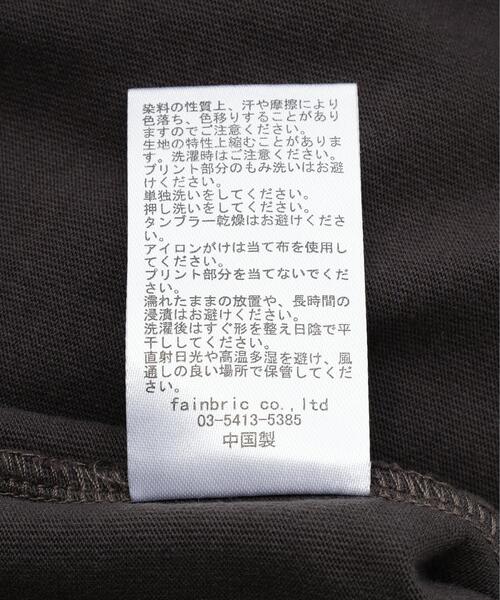 染料の性質上、汗や摩擦により
色落ち、色移りすることがあり
ますのでご注意ください。
生地の特性上縮むことがありま
す。洗濯時はご注意ください。
プリント部分のもみ洗いはお避
けください。
単独洗いをしてください。
押し洗いをしてください。
タンブラー乾燥はお避けくださ
い。
アイロンがけは当て布を使用し
てください。
プリント部分を当てないでくだ
さい。
濡れたままの放置や、長時間の
浸漬はお避けください。
洗濯後はすぐ形を整え日陰で平
干ししてください。
直射日光や高温多湿を避け、風
通しの良い場所で保管してくだ
さい。
fainbric co.,ltd
03-5413-5385
中国製